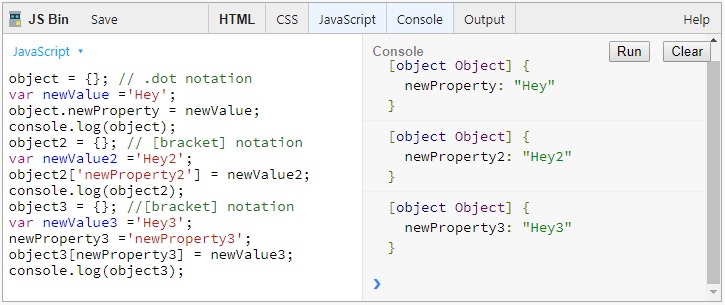 JS Bin Save HTML CSS JavaScript Console Output Help
JavaScript
object = {}; // .dot notation
var newValue ='Hey';
object.newProperty = newValue;
console.log(object);
object2 = {}; // [bracket] notation
var newValue2 ='Hey2';
object2['newProperty2'] = newValue2;
console.log(object2);
object3 = {}; //[bracket] notation
var newValue3 ='Hey3';
newProperty3 ='newProperty3';
object3[newProperty3] = newValue3;
console.log(object3);
Console Run Clear
[object Object] {
newProperty: "Hey"
}
[object Object] {
newProperty2: "Hey2"
}
[object Object] {
newProperty3: "Hey3"
}
❯